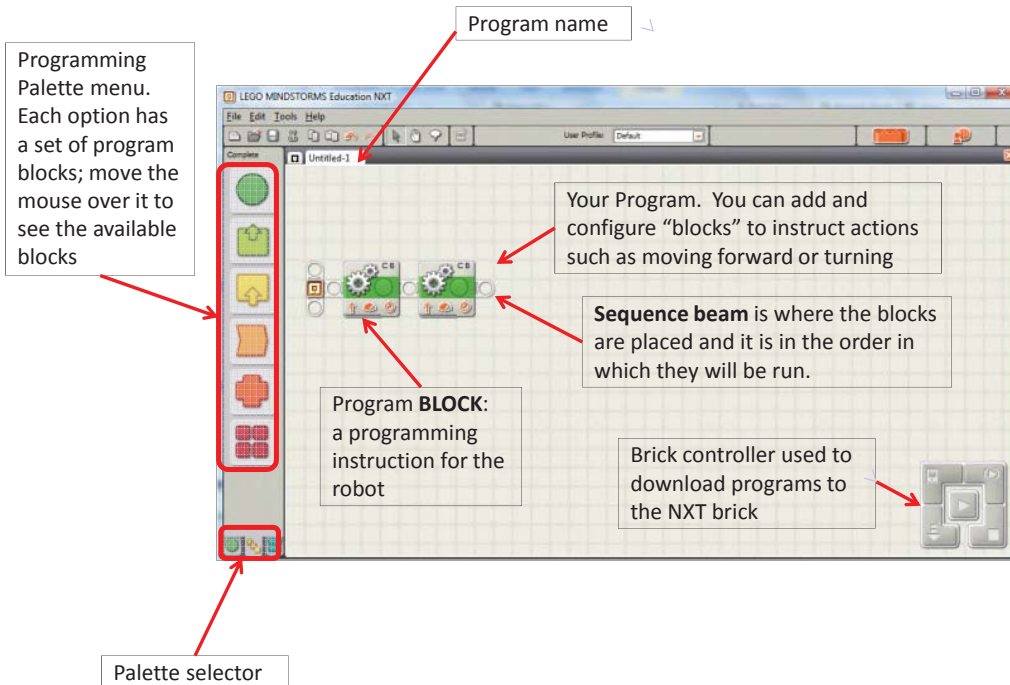 Program name
Programming
Palette menu.
Each option has
a set of program
blocks; move the
mouse over it to
see the available
blocks
LEGO MINDSTORMS Education NXT
File Edit Tools Help
User Profile: Default
Complete
Untitled-1
Your Program. You can add and
configure “blocks” to instruct actions
such as moving forward or turning
C B
C B
Sequence beam is where the blocks
are placed and it is in the order in
which they will be run.
Program BLOCK:
a programming
instruction for the
robot
Brick controller used to
download programs to
the NXT brick
Palette selector